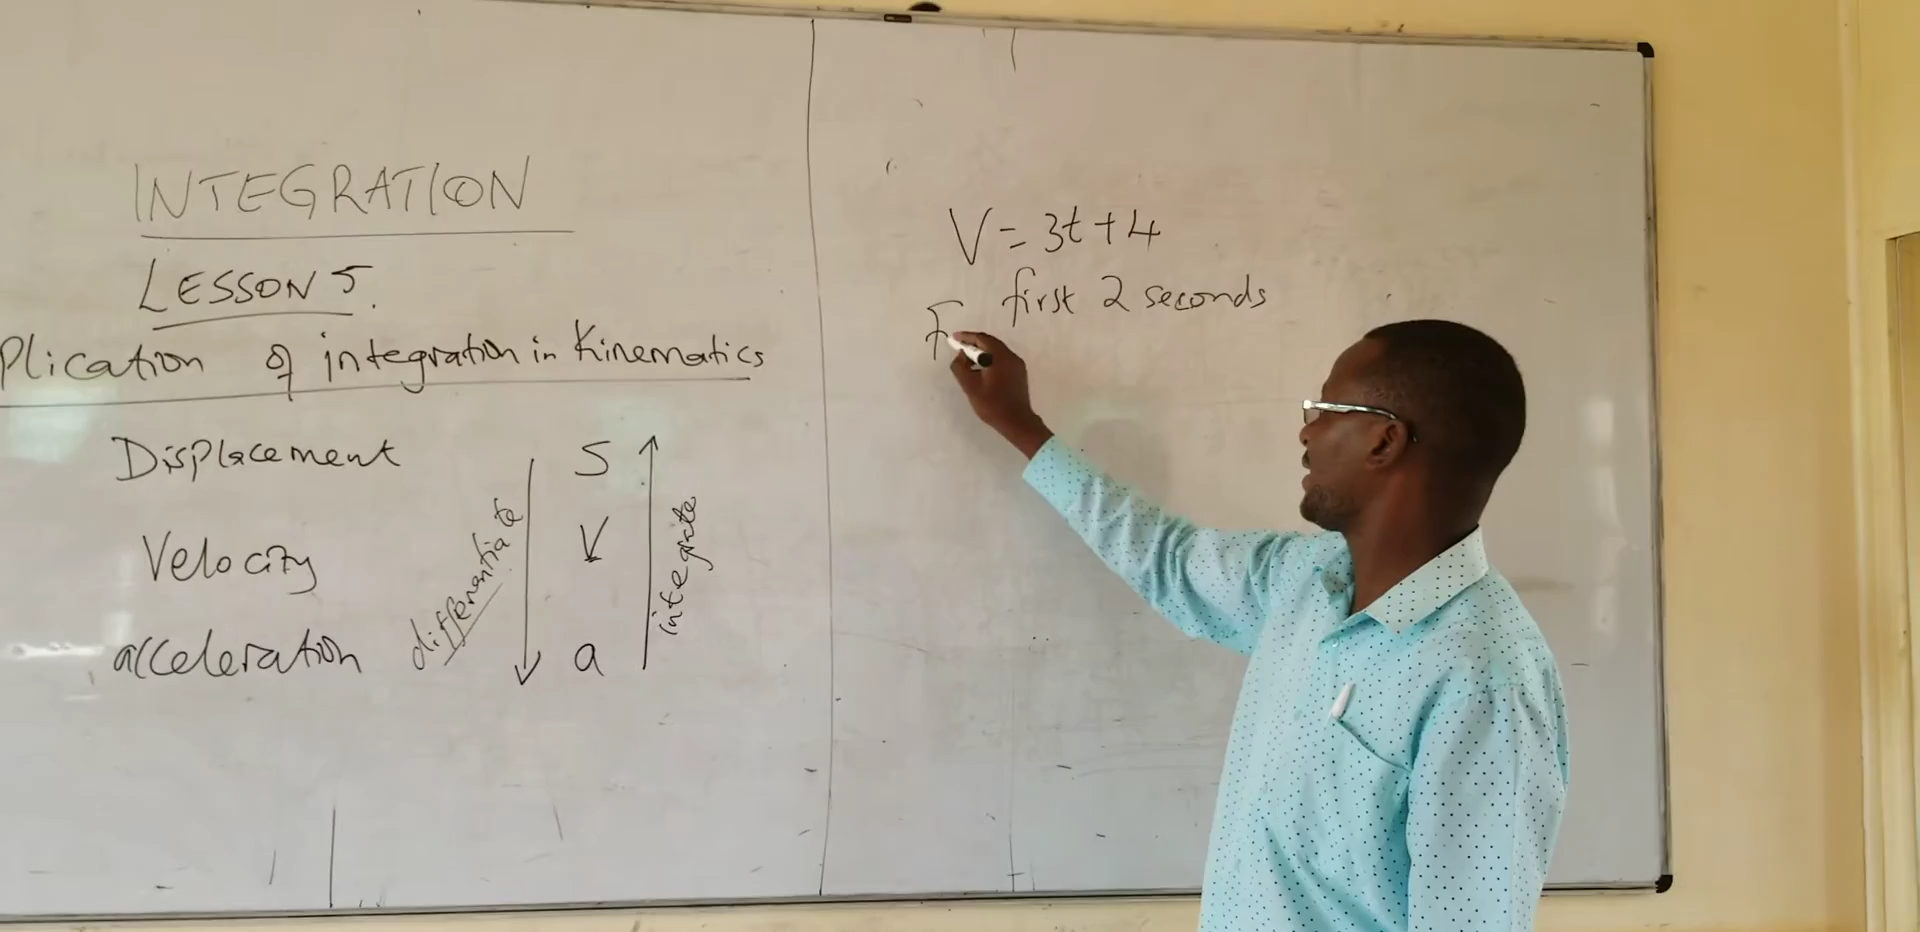 INTEGRATION
LESSON 5.
Plication of integration in Kinematics
Displacement
Velocity
acceleration
differentiate
S
V
a
integrate
V = 3t + 4
first 2 seconds
F